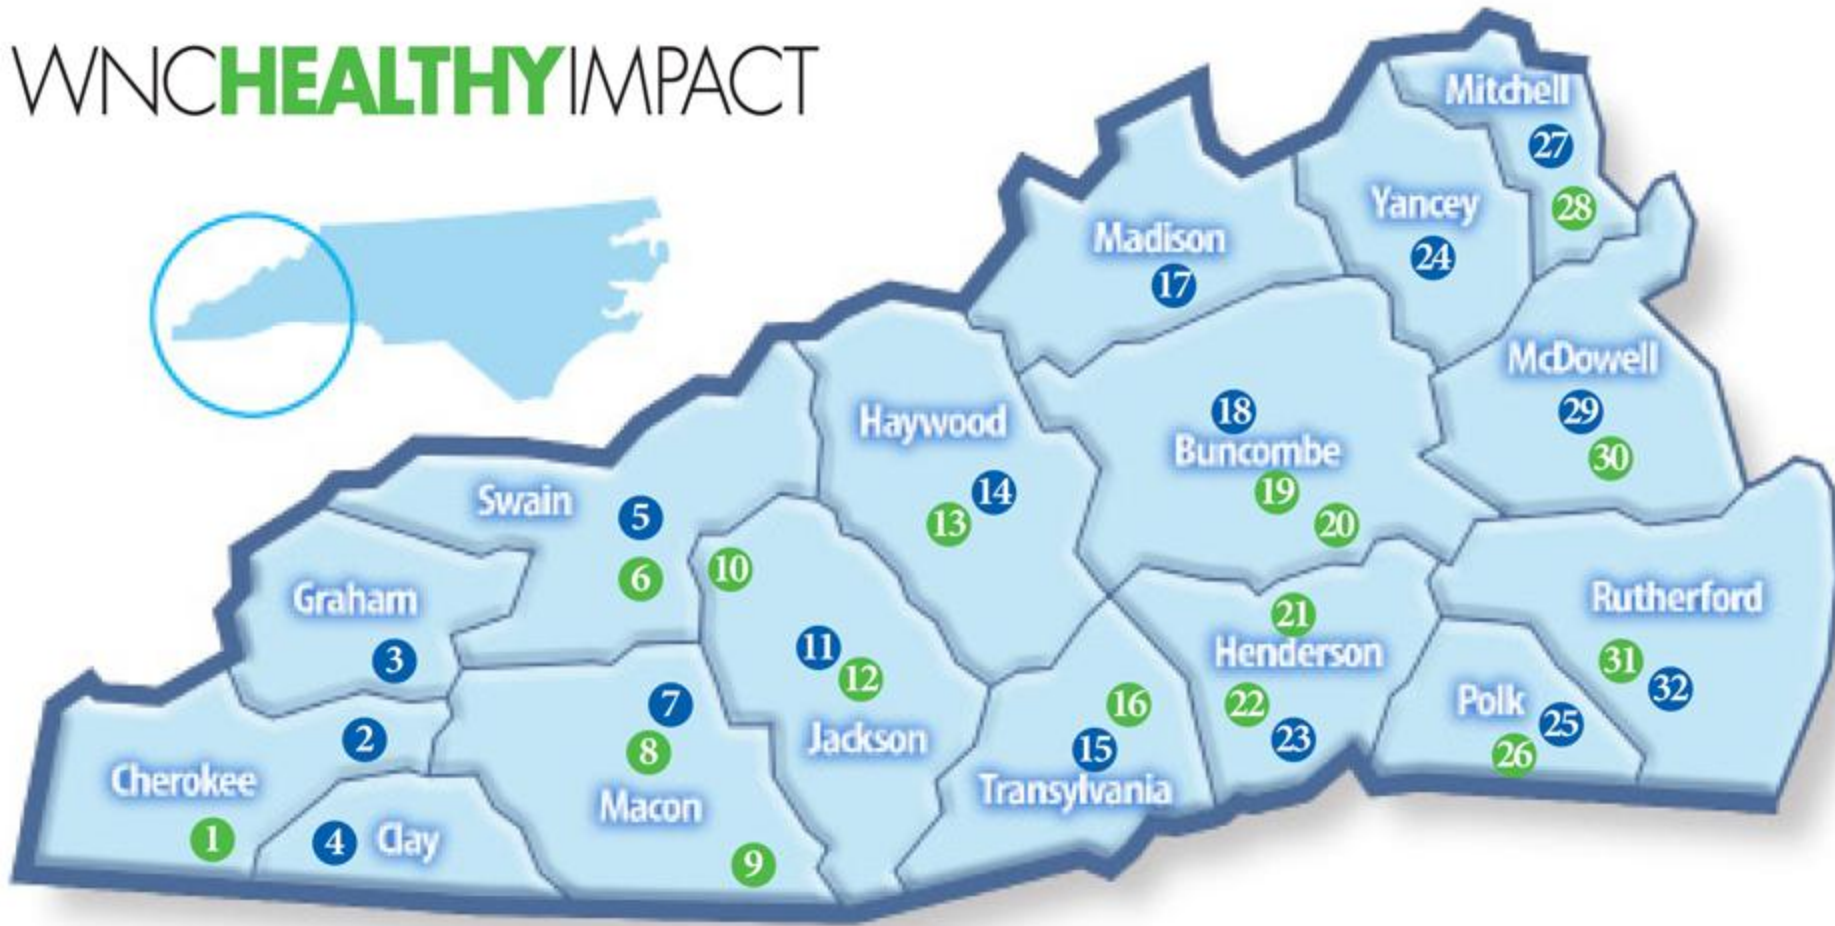 WNCHEALTHYIMPACT
Mitchell
27
28
Yancey
24
Madison
17
McDowell
29
30
Haywood
14
13
18
Buncombe
19
20
Swain
5
6
10
Graham
3
11
12
Jackson
21
Henderson
22
23
Rutherford
31
32
Polk
25
26
16
15
Transylvania
7
8
Macon
9
2
Cherokee
1
4
Clay